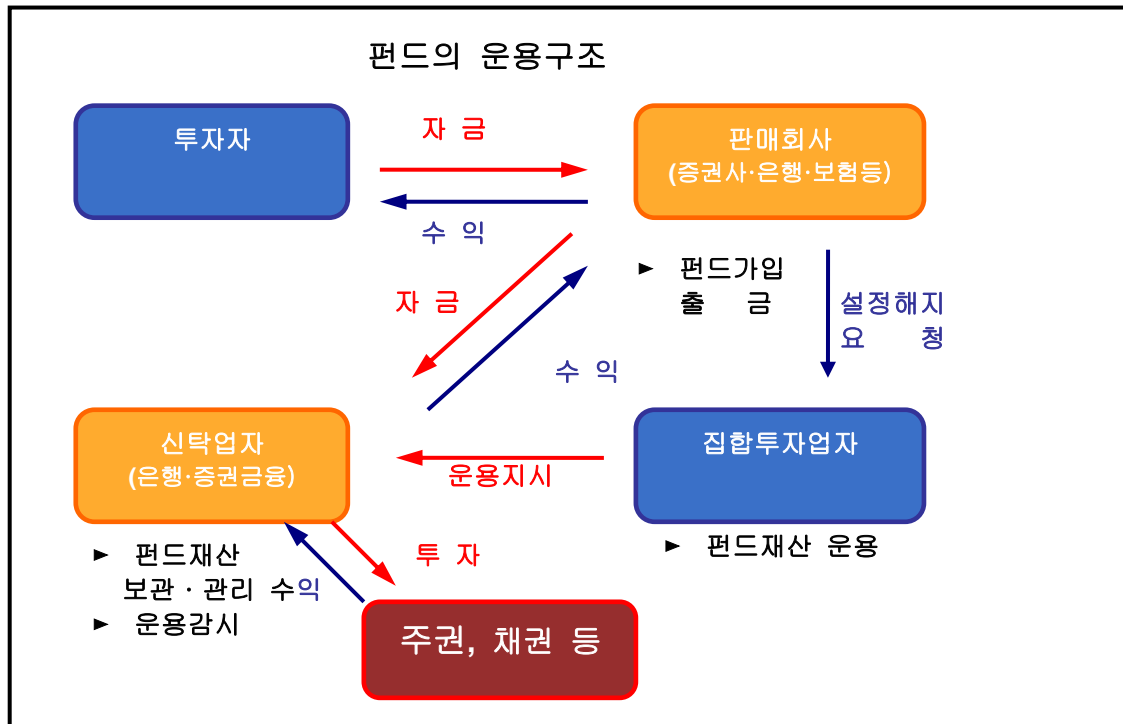 펀드의 운용구조
투자자
자 금
판매회사
(증권사·은행·보험등)
수 익
자 금
► 펀드가입
출 금
설정해지
요 청
수 익
신탁업자
(은행·증권금융)
집합투자업자
운용지시
► 펀드재산
보관 · 관리 수익
► 운용감시
투 자
► 펀드재산 운용
주권, 채권 등